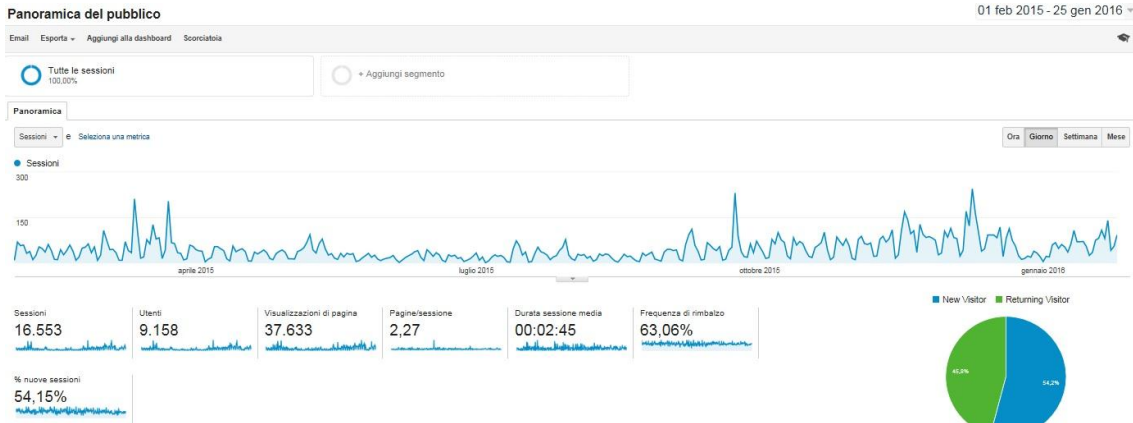 Panoramica del pubblico
01 feb 2015 - 25 gen 2016
Email Esporta Aggiungi alla dashboard Scorciatoia
Tutte le sessioni
100,00%
+ Aggiungi segmento
Panoramica
Sessioni e Seleziona una metrica
Ora Giorno Settimana Mese
Sessioni
300
150
aprile 2015 luglio 2015 ottobre 2015 gennaio 2016
New Visitor Returning Visitor
Sessioni
16.553
Utenti
9.158
Visualizzazioni di pagina
37.633
Pagine/sessione
2,27
Durata sessione media
00:02:45
Frequenza di rimbalzo
63,06%
% nuove sessioni
54,15%
45,8%
54,2%